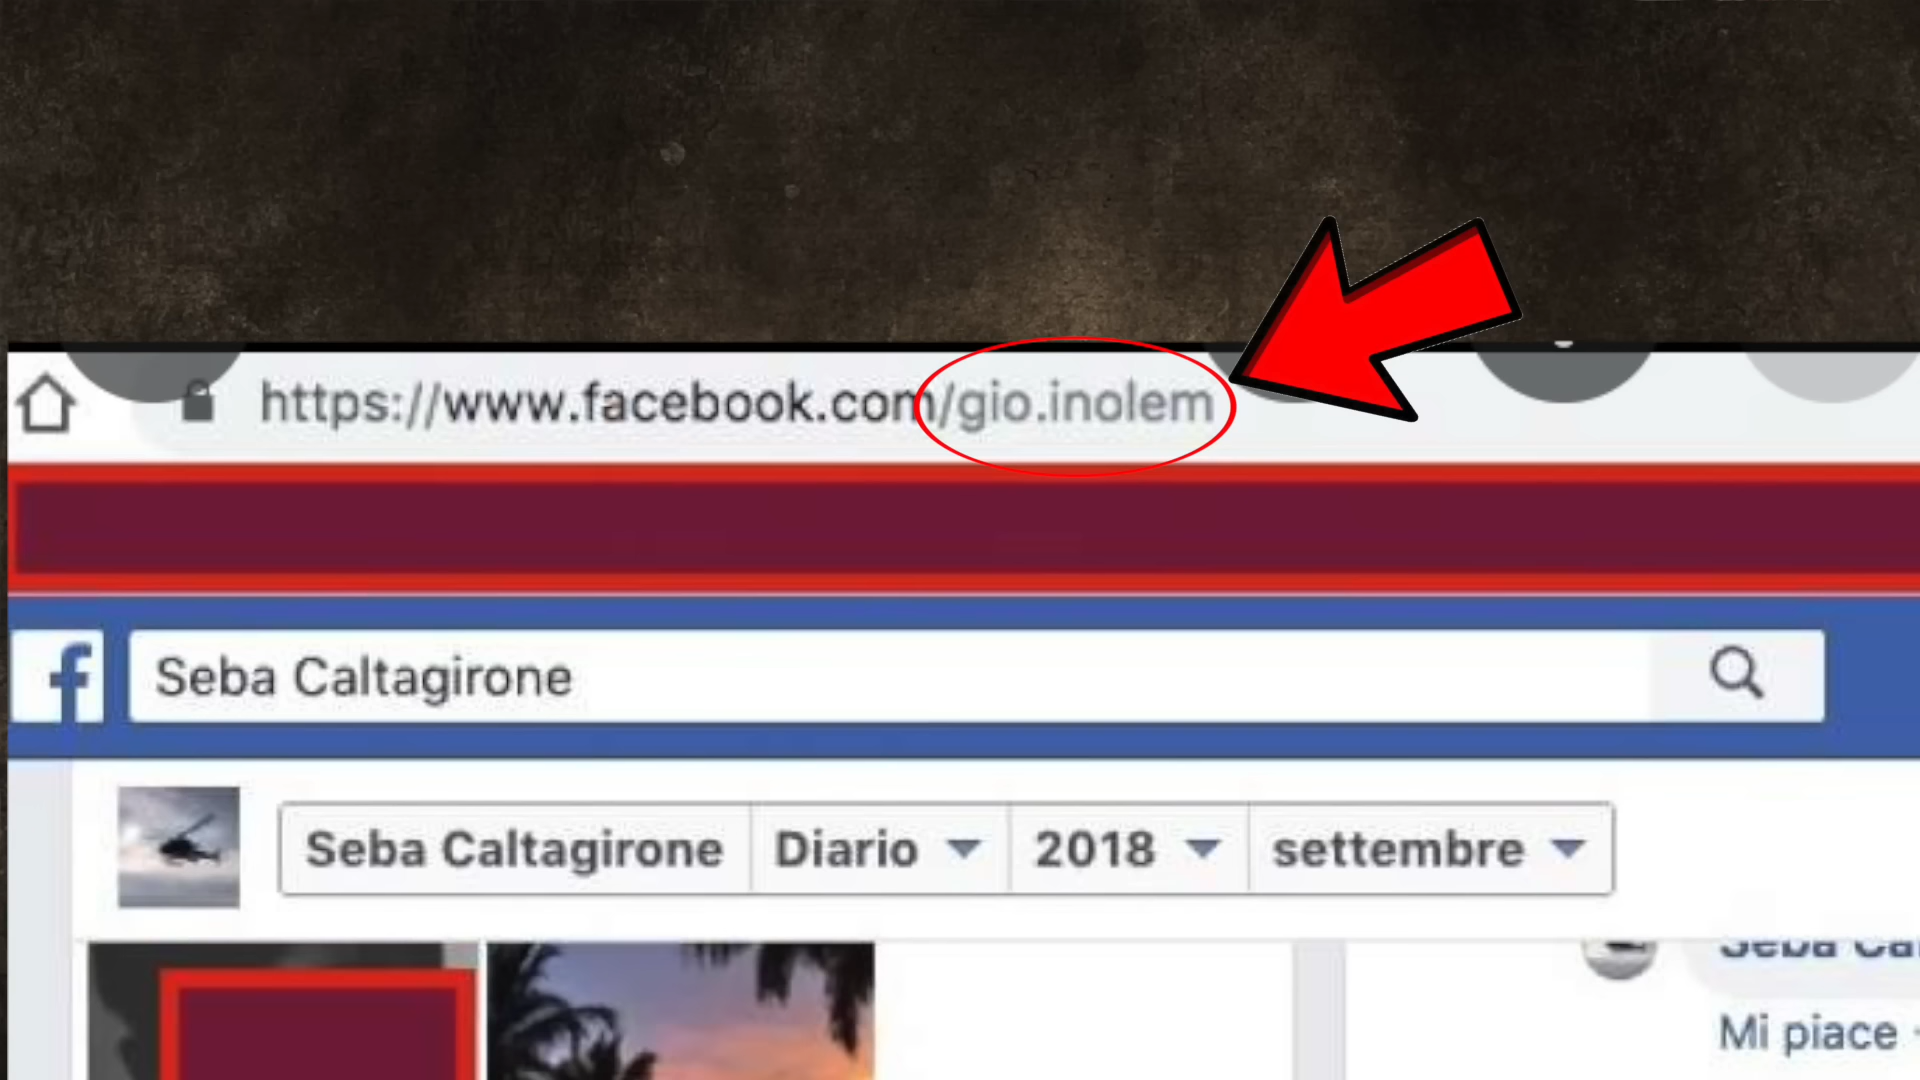 https://www.facebook.com/gio.inolem
f Seba Caltagirone
Seba Caltagirone Diario 2018 settembre
Mi piace